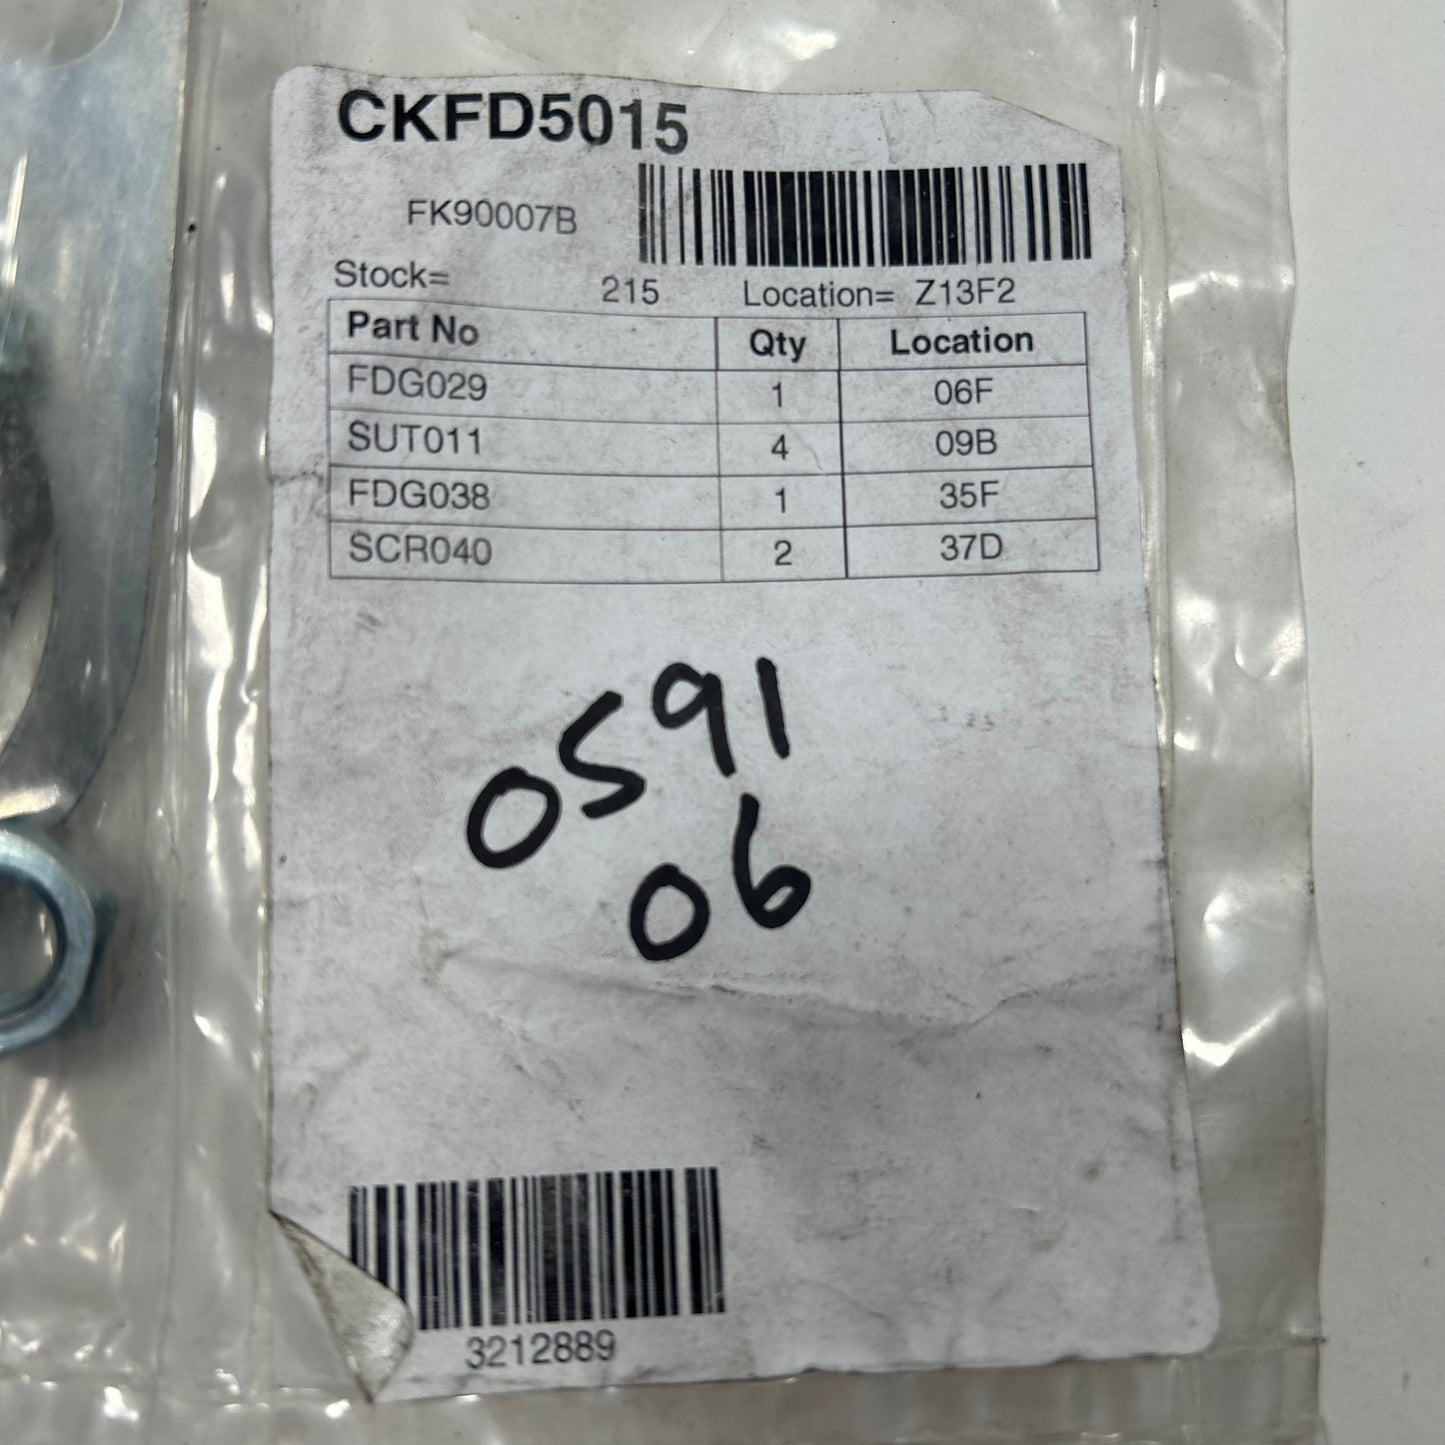 CKFD5015
FK90007B
Stock= 215 Location= Z13F2
Part No Qty Location
FDG029 1 06F
SUT011 4 09B
FDG038 1 35F
SCR040 2 37D
0591
06
3212889